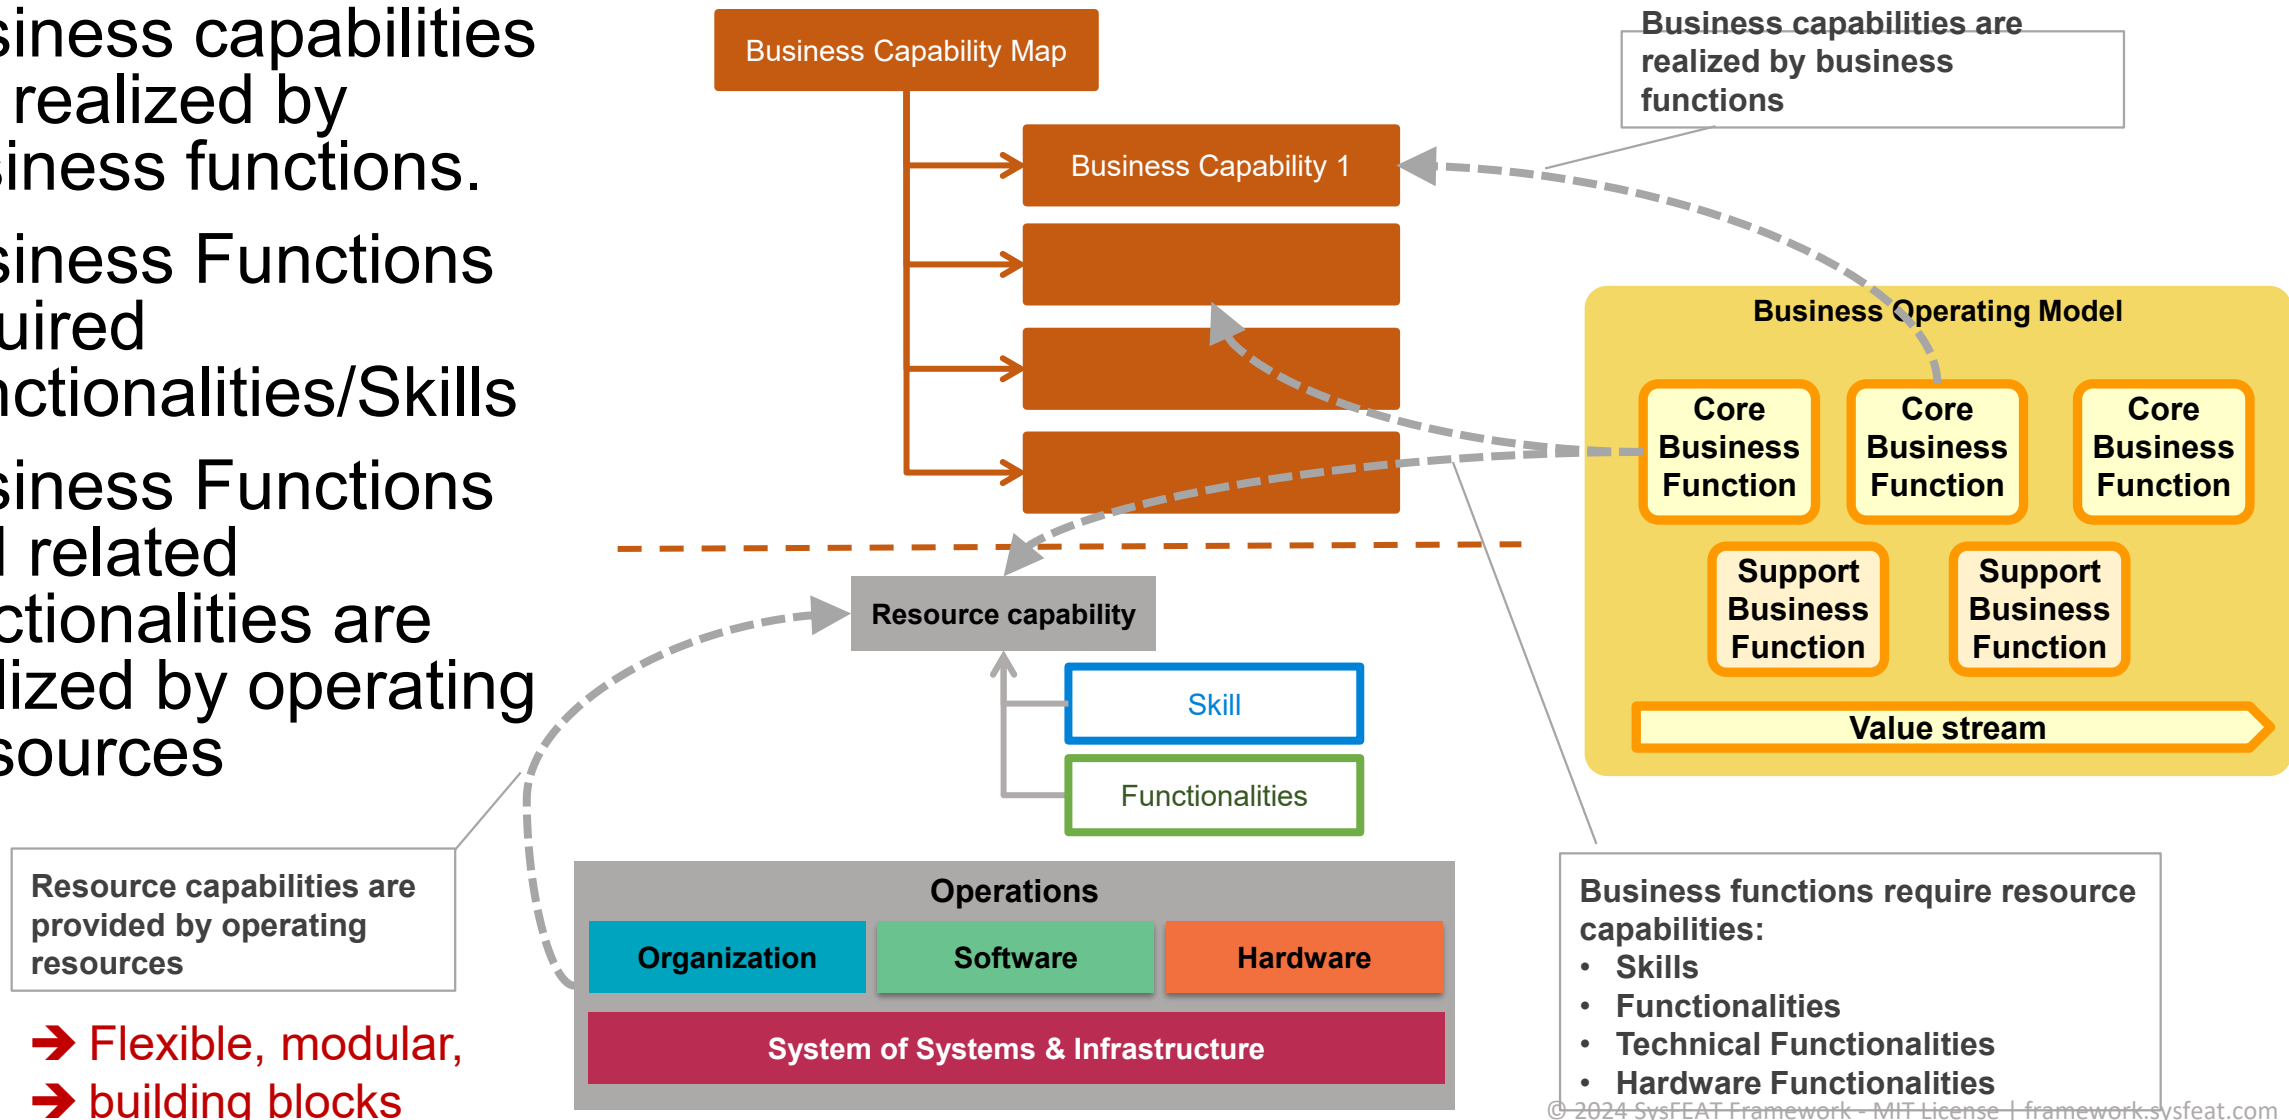 siness capabilities
realized by
siness functions.
siness Functions
uired
nctionalities/Skills
siness Functions
related
ctionalities are
lized by operating
sources
Business Capability Map
Business Capability 1
Business capabilities are
realized by business
functions
Business Operating Model
Core
Business
Function
Core
Business
Function
Core
Business
Function
Support
Business
Function
Support
Business
Function
Value stream
Resource capability
Skill
Functionalities
Resource capabilities are
provided by operating
resources
➔ Flexible, modular,
➔ building blocks
Operations
Organization
Software
Hardware
System of Systems & Infrastructure
Business functions require resource
capabilities:
• Skills
• Functionalities
• Technical Functionalities
• Hardware Functionalities
© 2024 SysFEAT Framework - MIT License | framework.sysfeat.com